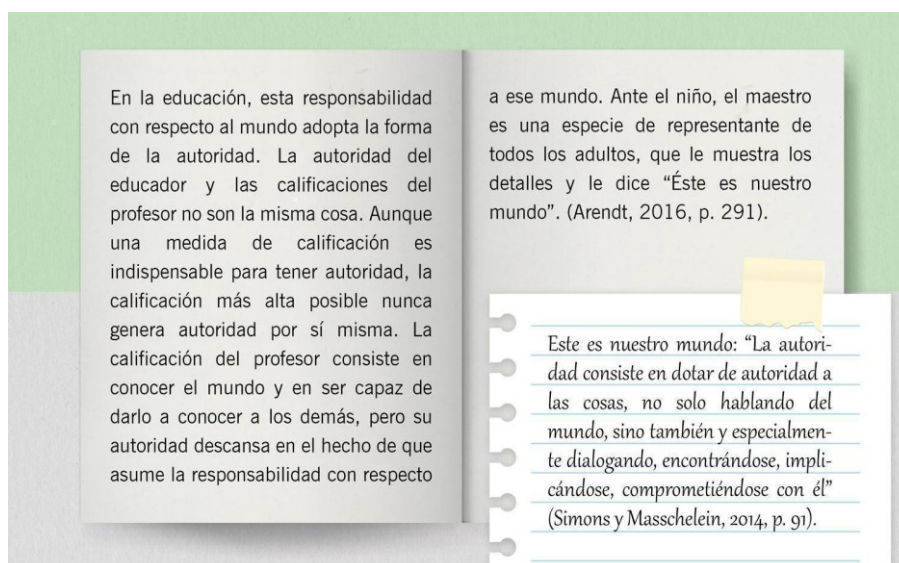 En la educación, esta responsabilidad
con respecto al mundo adopta la forma
de la autoridad. La autoridad del
educador y las calificaciones del
profesor no son la misma cosa. Aunque
una medida de calificación es
indispensable para tener autoridad, la
calificación más alta posible nunca
genera autoridad por sí misma. La
calificación del profesor consiste en
conocer el mundo y en ser capaz de
darlo a conocer a los demás, pero su
autoridad descansa en el hecho de que
asume la responsabilidad con respecto
a ese mundo. Ante el niño, el maestro
es una especie de representante de
todos los adultos, que le muestra los
detalles y le dice “Éste es nuestro
mundo”. (Arendt, 2016, p. 291).
Este es nuestro mundo: “La autori-
dad consiste en dotar de autoridad a
las cosas, no solo hablando del
mundo, sino también y especialmen-
te dialogando, encontrándose, impli-
cándose, comprometiéndose con él”
(Simons y Masschelein, 2014, p. 91).